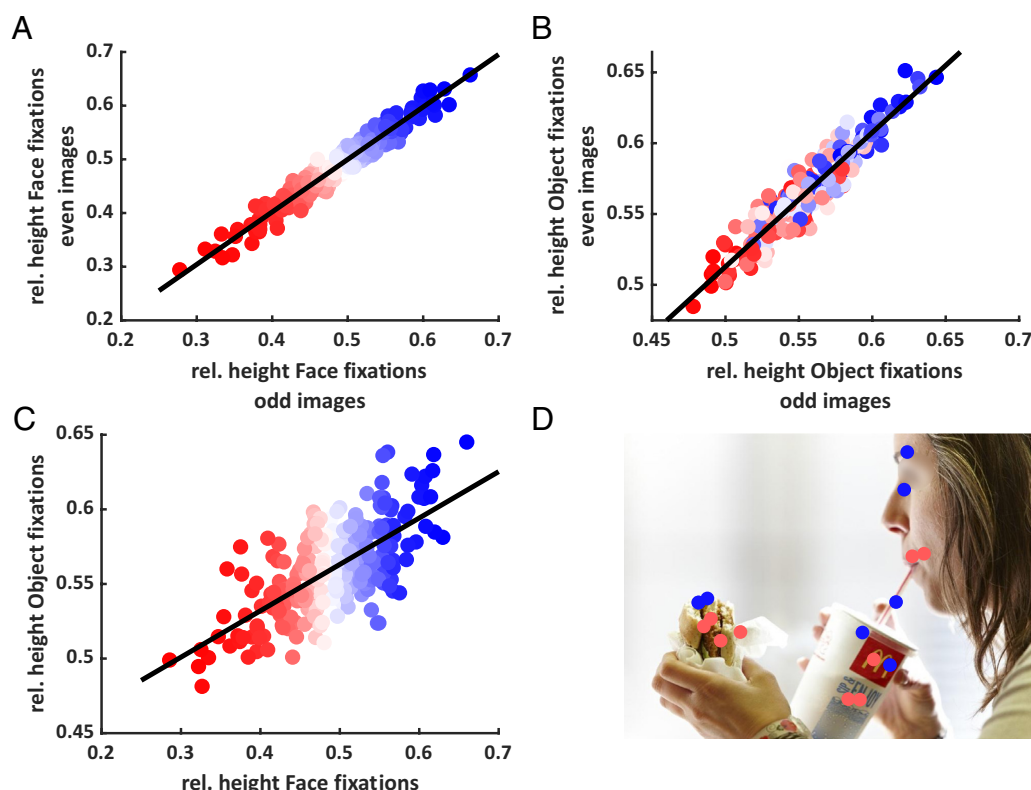 A
0.7
0.6
0.5
0.4
0.3
0.2
0.2 0.3 0.4 0.5 0.6 0.7
rel. height Face fixations
even images
rel. height Face fixations
odd images
B
0.65
0.6
0.55
0.5
0.45 0.5 0.55 0.6 0.65 0.7
rel. height Object fixations
even images
rel. height Object fixations
odd images
C
0.65
0.6
0.55
0.5
0.45
0.2 0.3 0.4 0.5 0.6 0.7
rel. height Object fixations
rel. height Face fixations
D